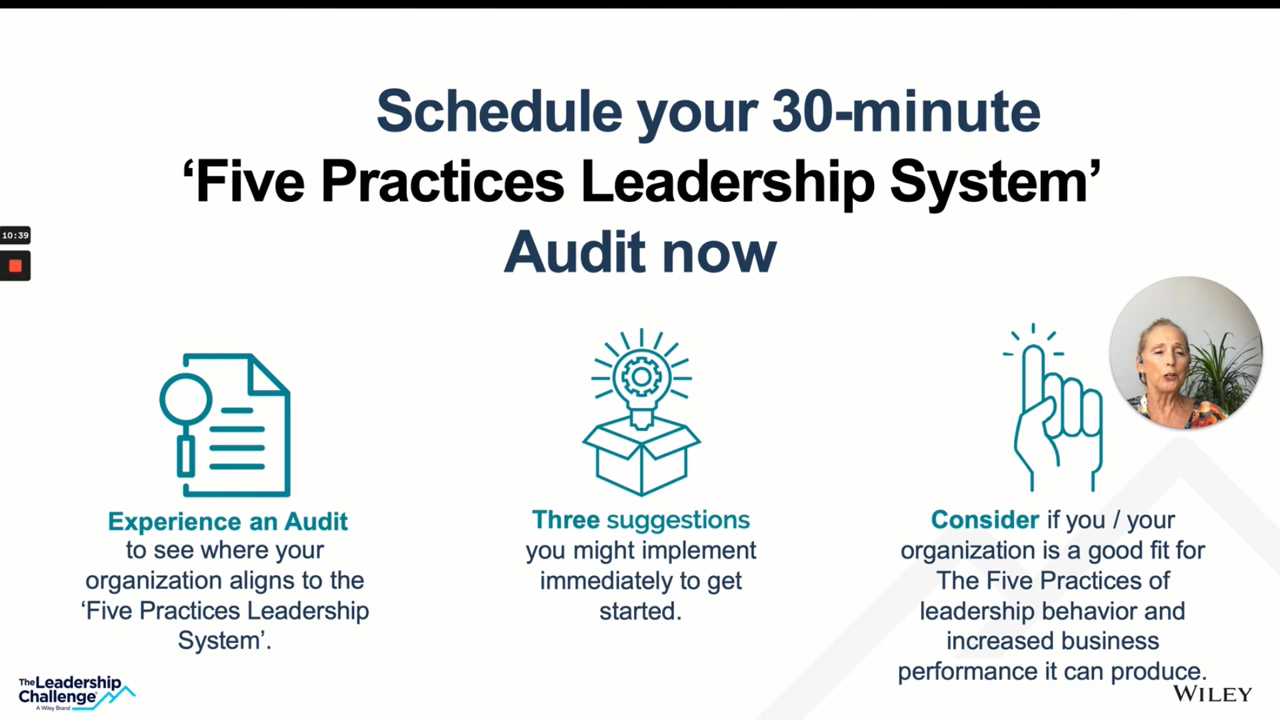 Schedule your 30-minute
‘Five Practices Leadership System’
Audit now
10:39
Experience an Audit
to see where your
organization aligns to the
‘Five Practices Leadership
System’.
Three suggestions
you might implement
immediately to get
started.
Consider if you / your
organization is a good fit for
The Five Practices of
leadership behavior and
increased business
performance it can produce.
The Leadership
Challenge
A Wiley Brand
WILEY